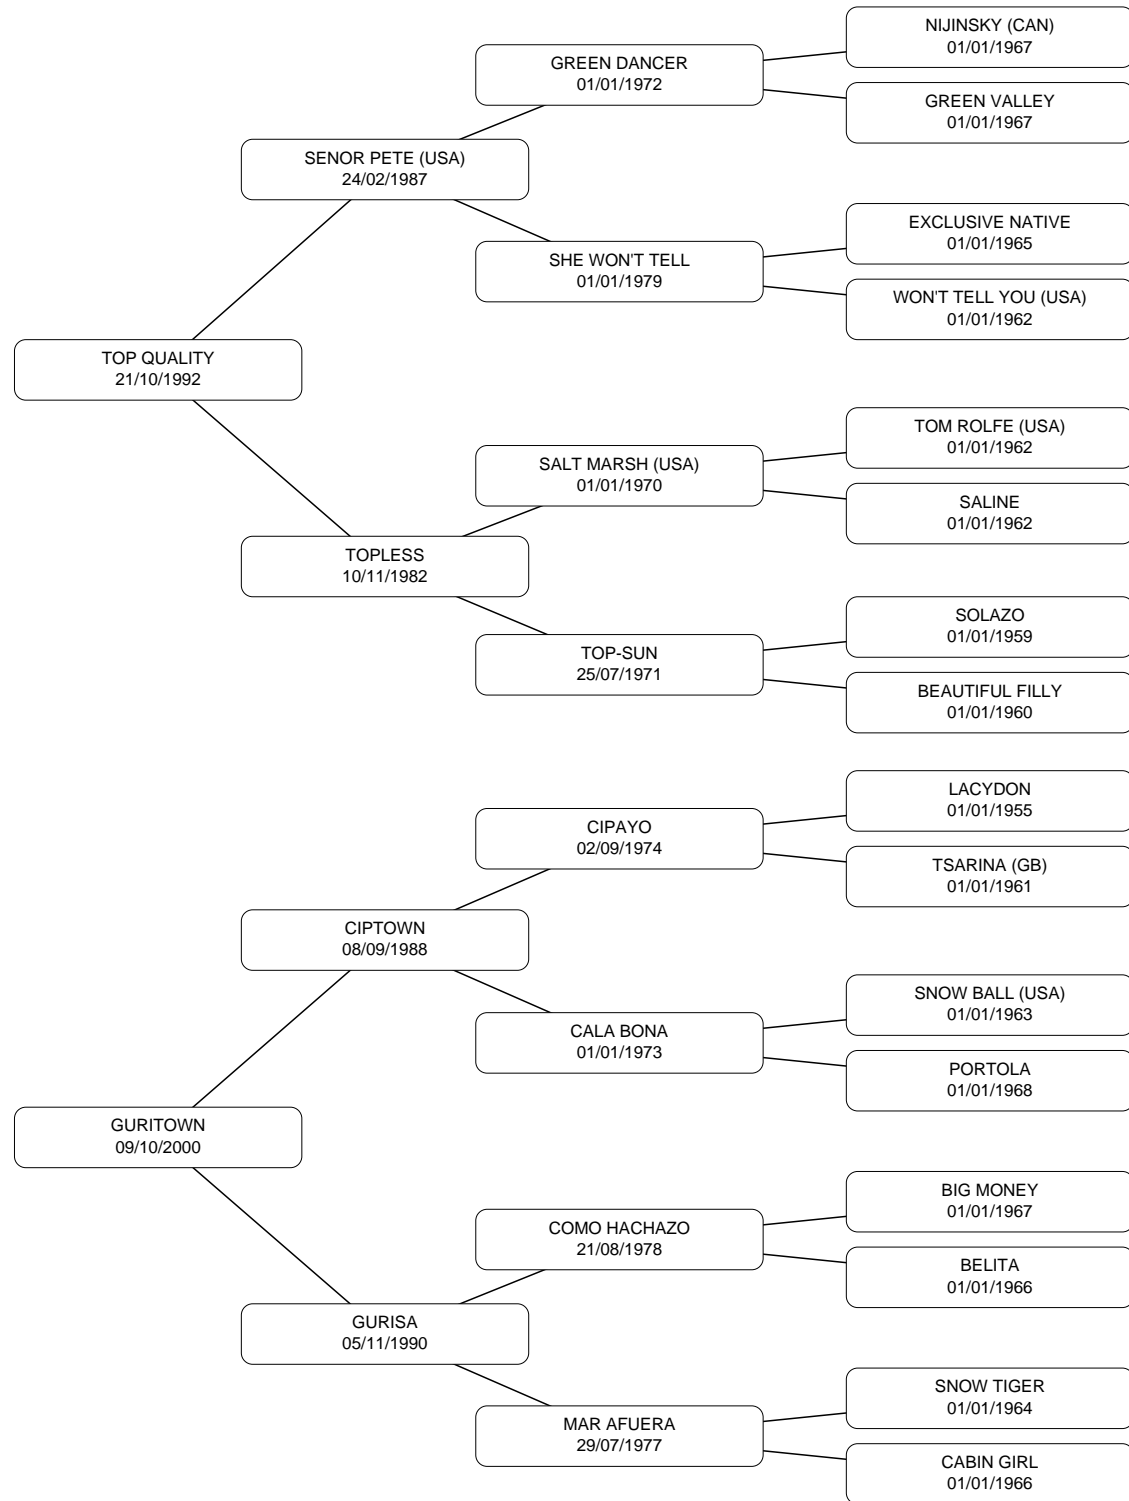 NIJINSKY (CAN)
01/01/1967
GREEN DANCER
01/01/1972
GREEN VALLEY
01/01/1967
SENOR PETE (USA)
24/02/1987
EXCLUSIVE NATIVE
01/01/1965
SHE WON'T TELL
01/01/1979
WON'T TELL YOU (USA)
01/01/1962
TOP QUALITY
21/10/1992
TOM ROLFE (USA)
01/01/1962
SALT MARSH (USA)
01/01/1970
SALINE
01/01/1962
TOPLESS
10/11/1982
SOLAZO
01/01/1959
TOP-SUN
25/07/1971
BEAUTIFUL FILLY
01/01/1960
LACYDON
01/01/1955
CIPAYO
02/09/1974
TSARINA (GB)
01/01/1961
CIPTOWN
08/09/1988
SNOW BALL (USA)
01/01/1963
CALA BONA
01/01/1973
PORTOLA
01/01/1968
GURITOWN
09/10/2000
BIG MONEY
01/01/1967
COMO HACHAZO
21/08/1978
BELITA
01/01/1966
GURISA
05/11/1990
SNOW TIGER
01/01/1964
MAR AFUERA
29/07/1977
CABIN GIRL
01/01/1966